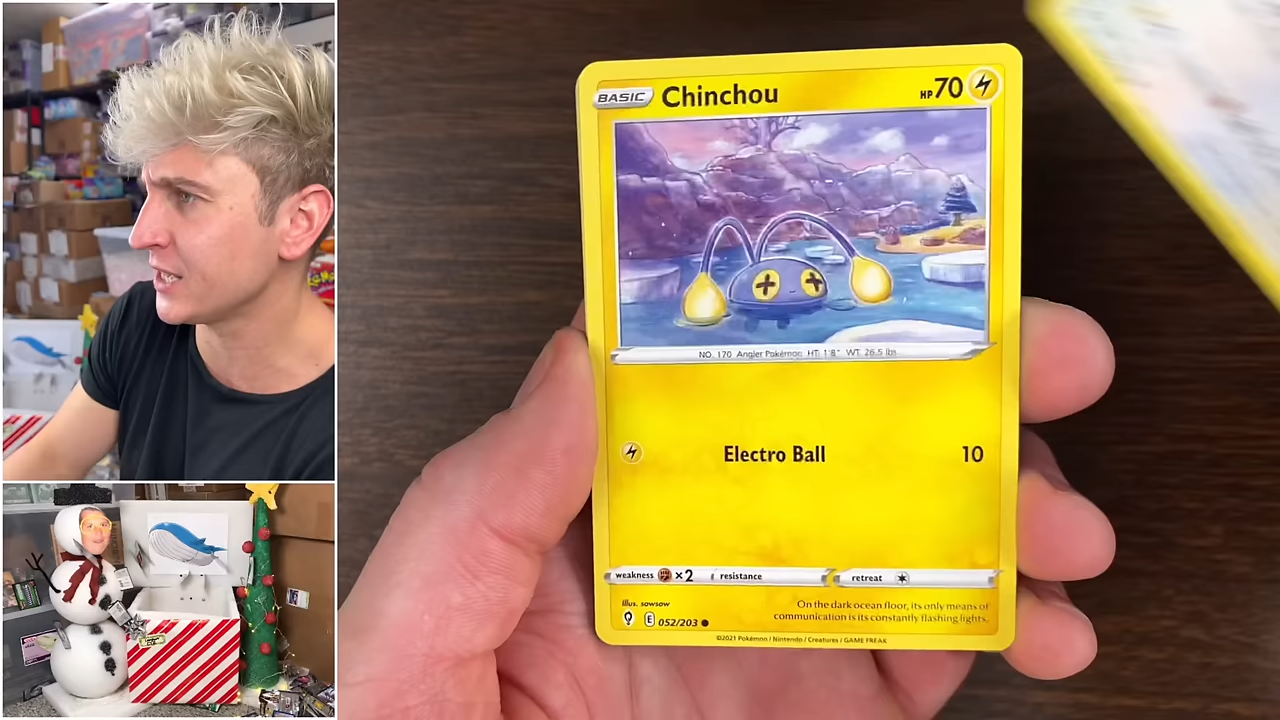 BASIC Chinchou HP 70
NO. 170 Angler Pokémon HT: 1'8" WT: 26.5 lbs
Electro Ball 10
weakness ×2 resistance retreat
Illus. sowsow
On the dark ocean floor, its only means of
communication is its constantly flashing lights.
E 052/203
©2021 Pokémon / Nintendo / Creatures / GAME FREAK